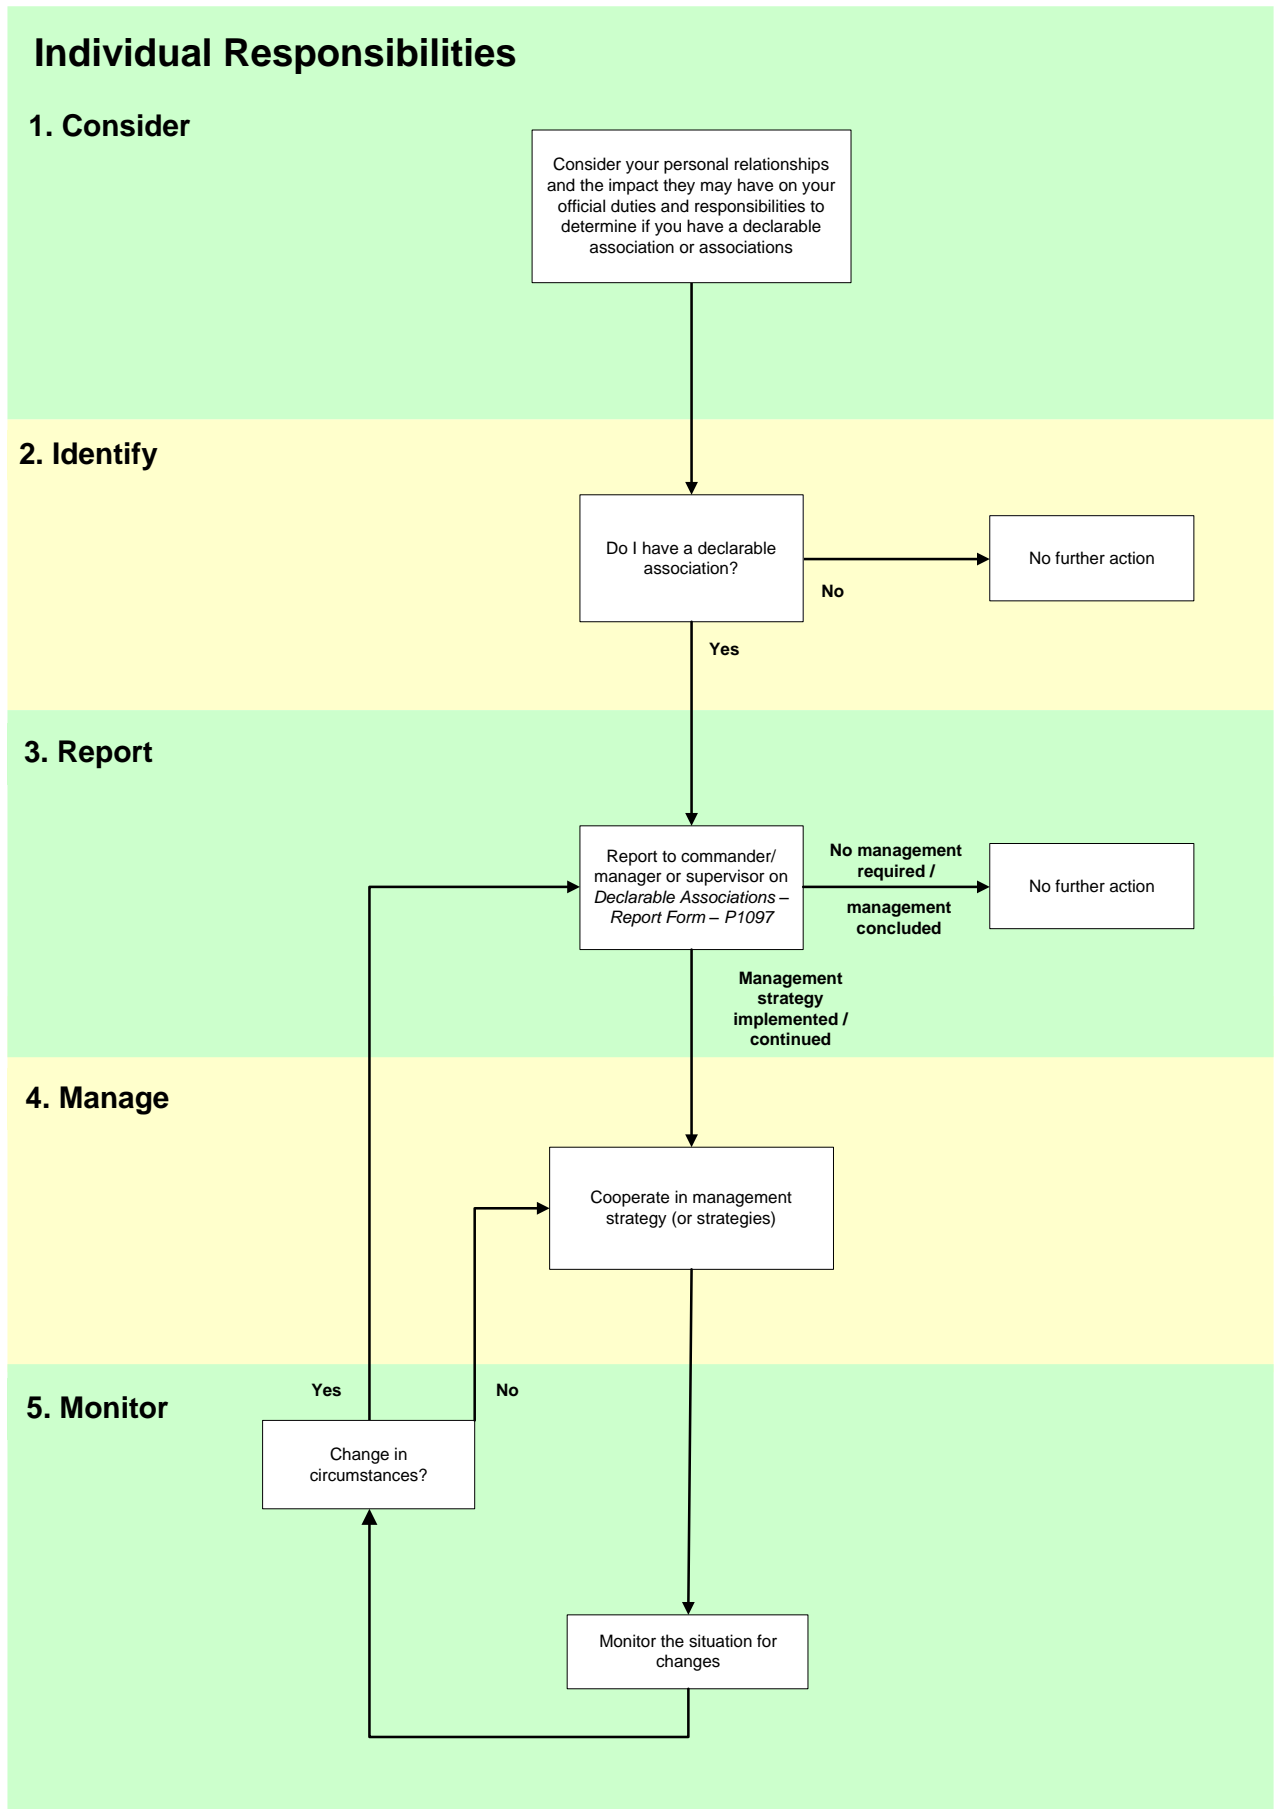 Individual Responsibilities
1. Consider
Consider your personal relationships
and the impact they may have on your
official duties and responsibilities to
determine if you have a declarable
association or associations
2. Identify
Do I have a declarable
association?
No
No further action
Yes
3. Report
Report to commander/
manager or supervisor on
Declarable Associations –
Report Form – P1097
No management
required /
management
concluded
No further action
Management
strategy
implemented /
continued
4. Manage
Cooperate in management
strategy (or strategies)
5. Monitor
Yes
No
Change in
circumstances?
Monitor the situation for
changes